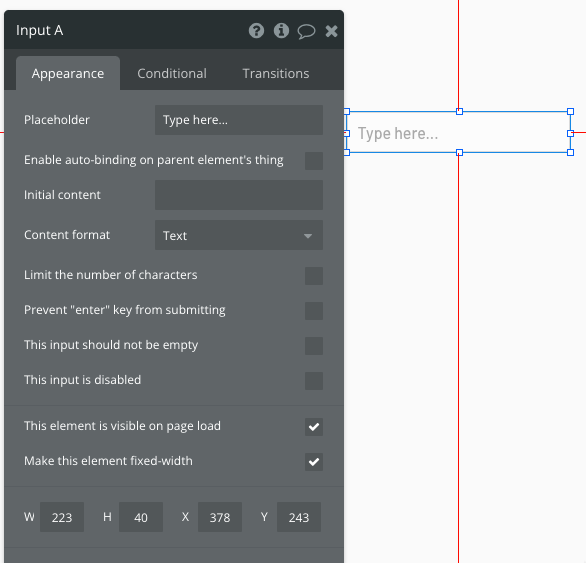 Input A
Appearance Conditional Transitions
Placeholder Type here...
Type here...
Enable auto-binding on parent element's thing
Initial content
Content format Text
Limit the number of characters
Prevent "enter" key from submitting
This input should not be empty
This input is disabled
This element is visible on page load
Make this element fixed-width
W 223 H 40 X 378 Y 243